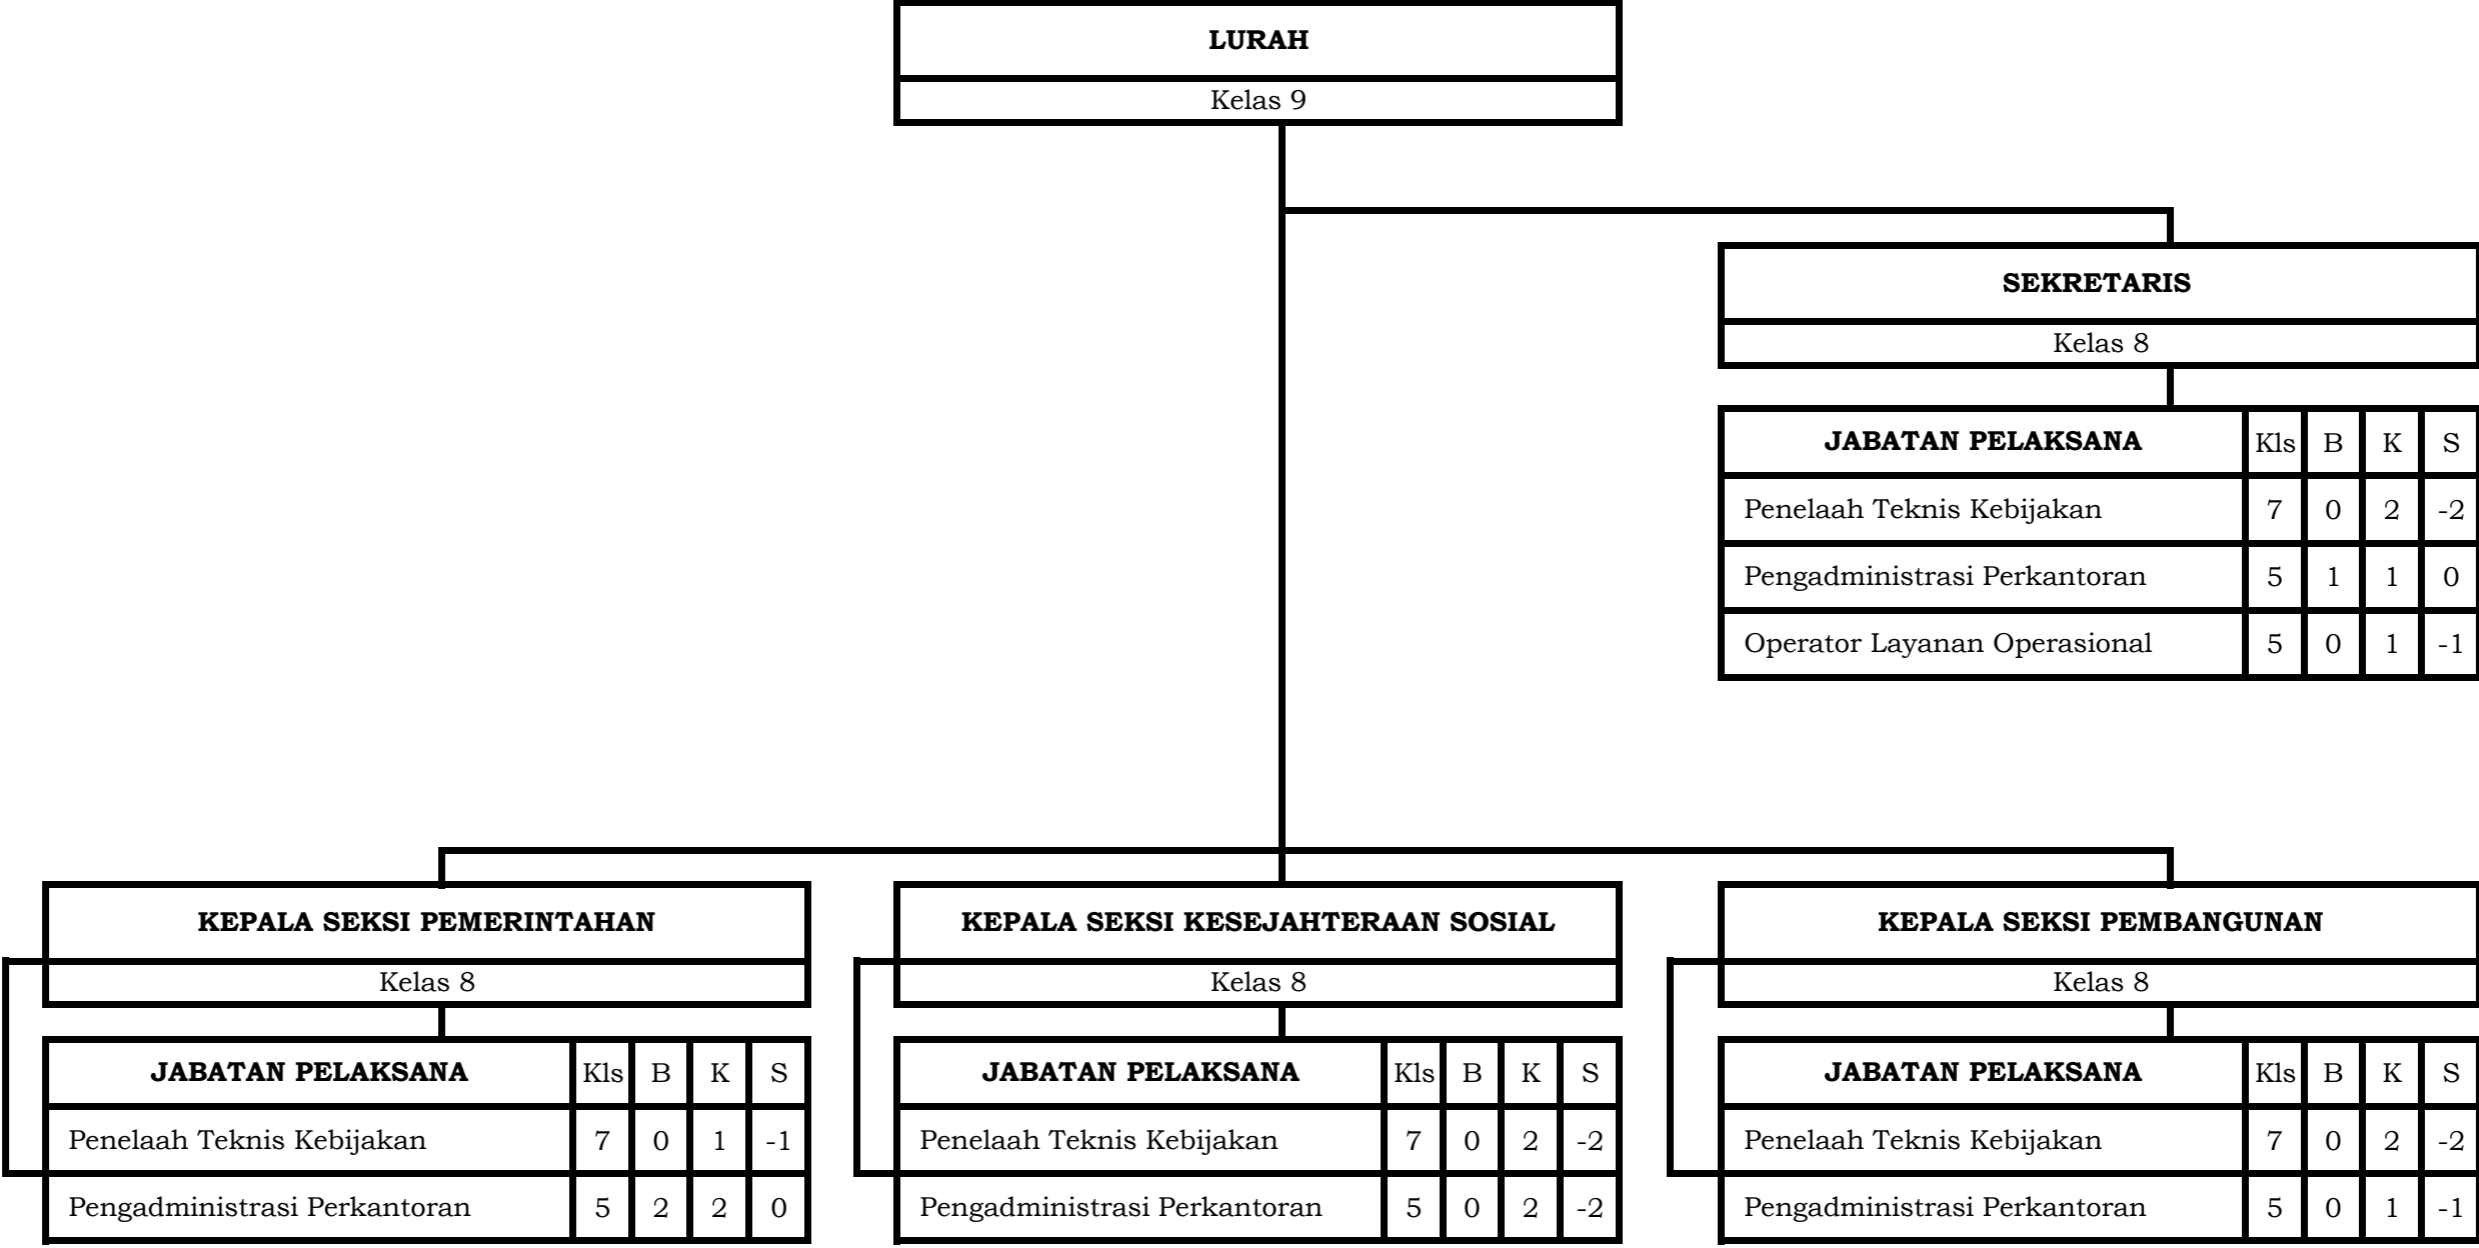 LURAH
Kelas 9
SEKRETARIS
Kelas 8
JABATAN PELAKSANA Kls B K S
Penelaah Teknis Kebijakan 7 0 2 -2
Pengadministrasi Perkantoran 5 1 1 0
Operator Layanan Operasional 5 0 1 -1
KEPALA SEKSI PEMERINTAHAN
Kelas 8
JABATAN PELAKSANA Kls B K S
Penelaah Teknis Kebijakan 7 0 1 -1
Pengadministrasi Perkantoran 5 2 2 0
KEPALA SEKSI KESEJAHTERAAN SOSIAL
Kelas 8
JABATAN PELAKSANA Kls B K S
Penelaah Teknis Kebijakan 7 0 2 -2
Pengadministrasi Perkantoran 5 0 2 -2
KEPALA SEKSI PEMBANGUNAN
Kelas 8
JABATAN PELAKSANA Kls B K S
Penelaah Teknis Kebijakan 7 0 2 -2
Pengadministrasi Perkantoran 5 0 1 -1